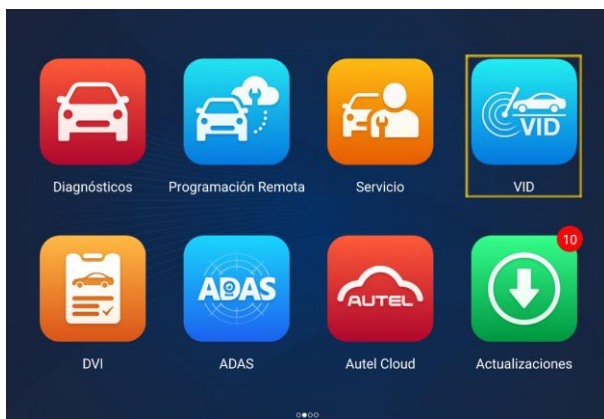 VID
Diagnósticos
Programación Remota
Servicio
VID
10
ADAS
AUTEL
DVI
ADAS
Autel Cloud
Actualizaciones